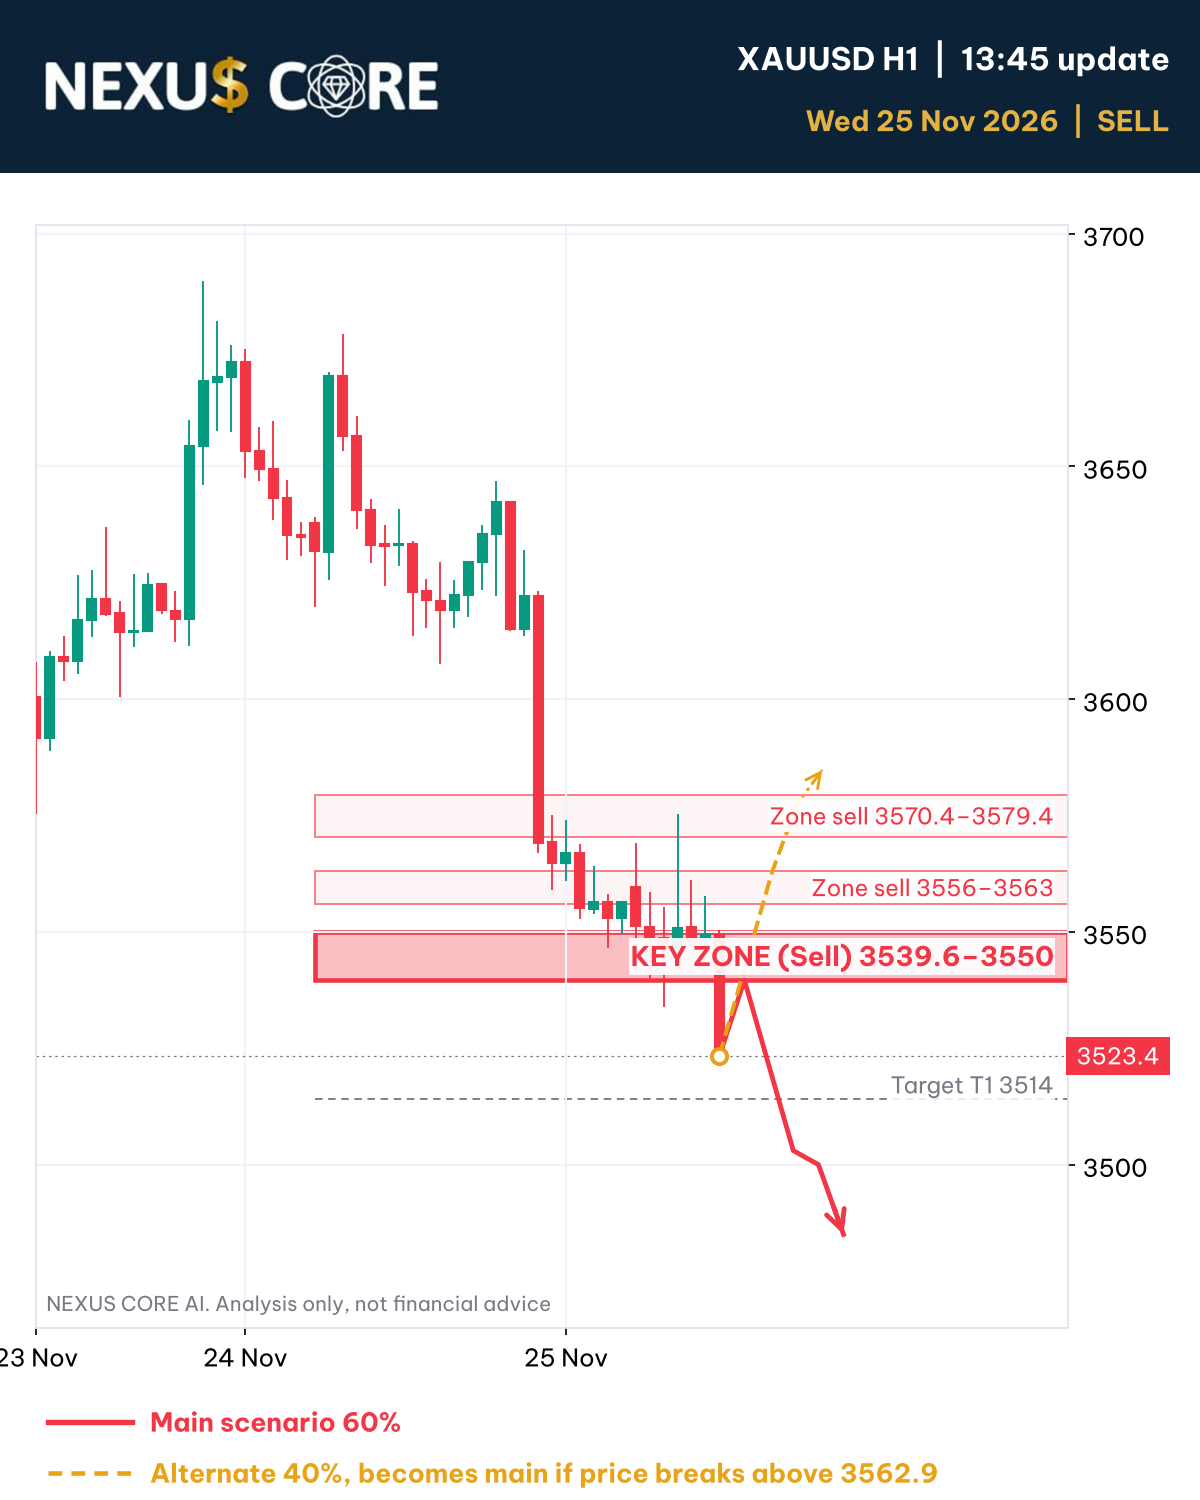 NEXU$ CORE
XAUUSD H1 | 13:45 update
Wed 25 Nov 2026 | SELL
3700
3650
3600
Zone sell 3570.4–3579.4
Zone sell 3556–3563
3550
KEY ZONE (Sell) 3539.6–3550
3523.4
Target T1 3514
3500
NEXUS CORE AI. Analysis only, not financial advice
23 Nov
24 Nov
25 Nov
Main scenario 60%
Alternate 40%, becomes main if price breaks above 3562.9